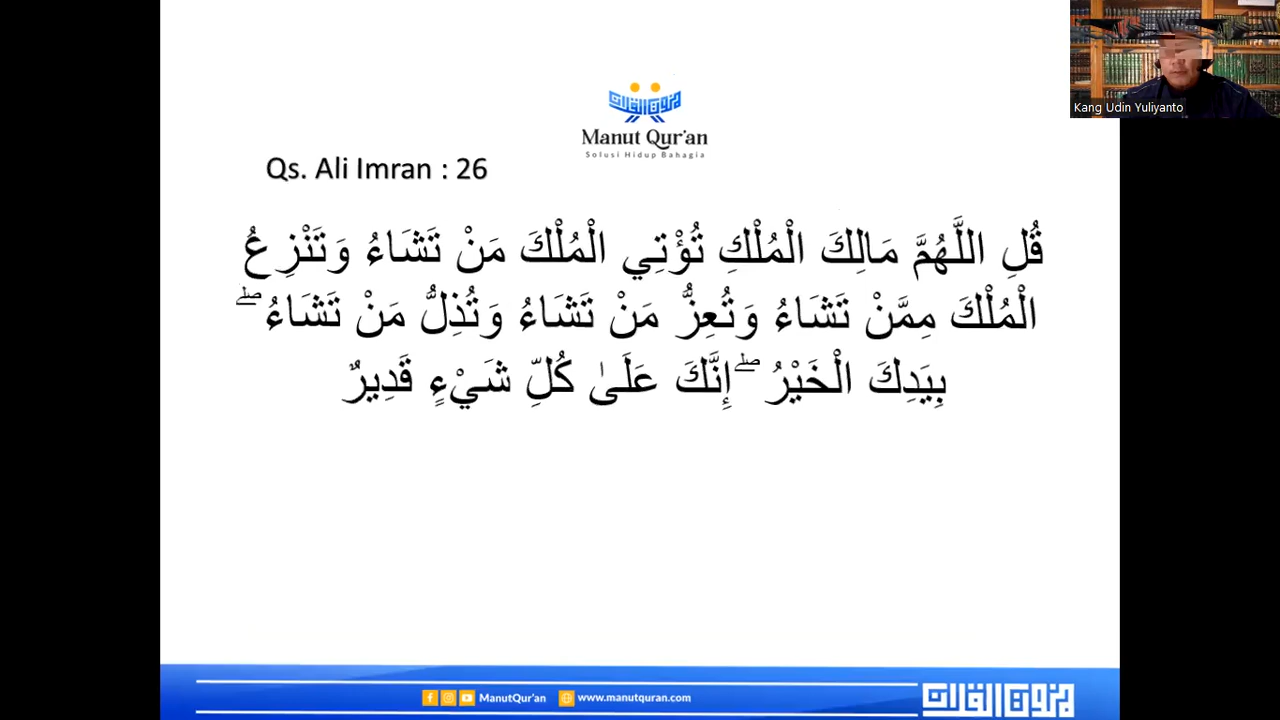 Kang Udin Yuliyanto
Manut Qur'an
Solusi Hidup Bahagia
Qs. Ali Imran : 26
قُلِ اللَّهُمَّ مَالِكَ الْمُلْكِ تُؤْتِي الْمُلْكَ مَنْ تَشَاءُ وَتَنْزِعُ
الْمُلْكَ مِمَّنْ تَشَاءُ وَتُعِزُّ مَنْ تَشَاءُ وَتُذِلُّ مَنْ تَشَاءُ ۖ
بِيَدِكَ الْخَيْرُ ۖ إِنَّكَ عَلَىٰ كُلِّ شَيْءٍ قَدِيرٌ
ManutQur'an
www.manutquran.com